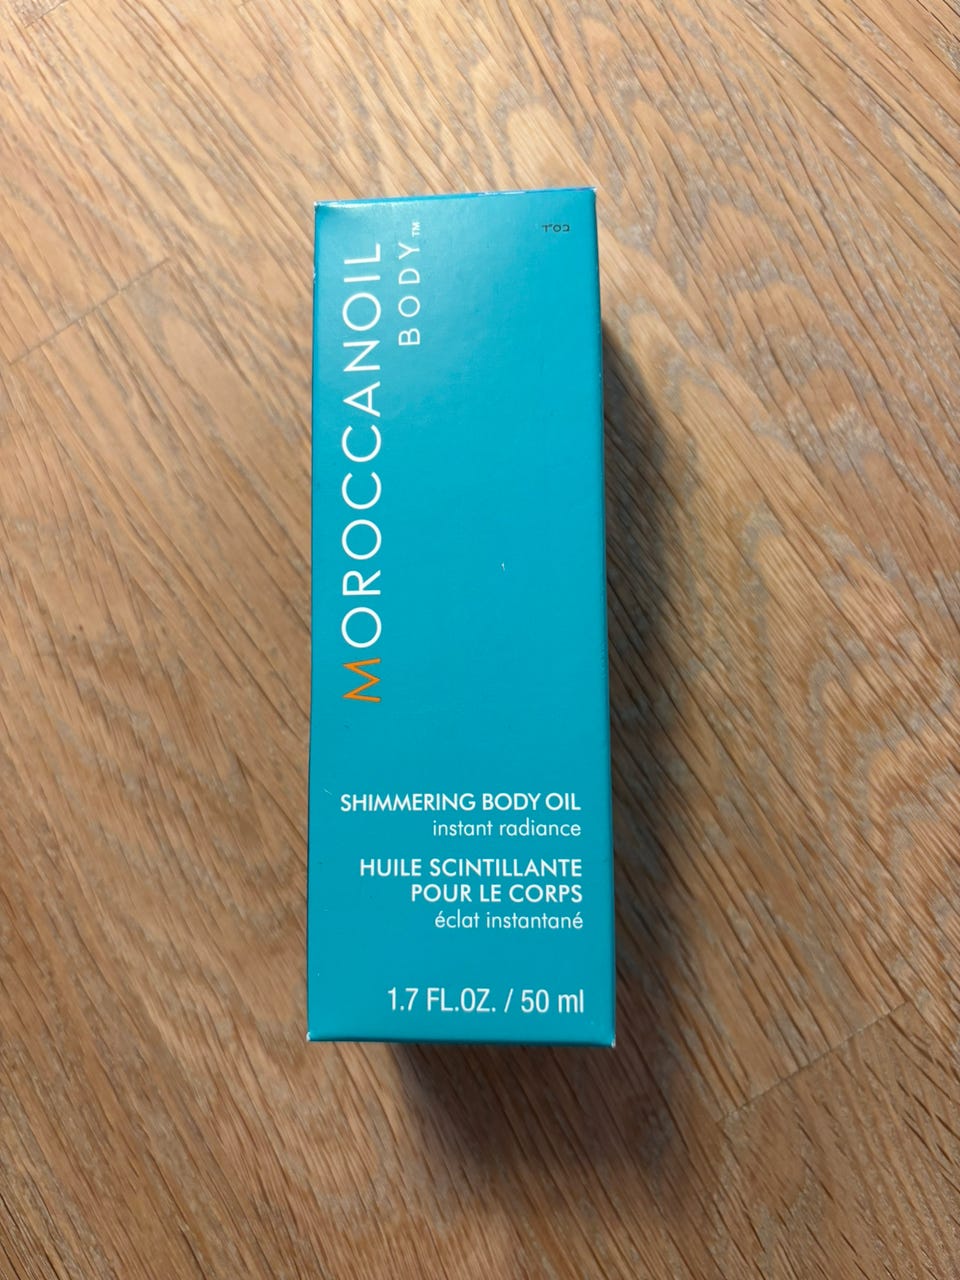 MOROCCANOIL
BODY™
SHIMMERING BODY OIL
instant radiance
HUILE SCINTILLANTE
POUR LE CORPS
éclat instantané
1.7 FL.OZ. / 50 ml